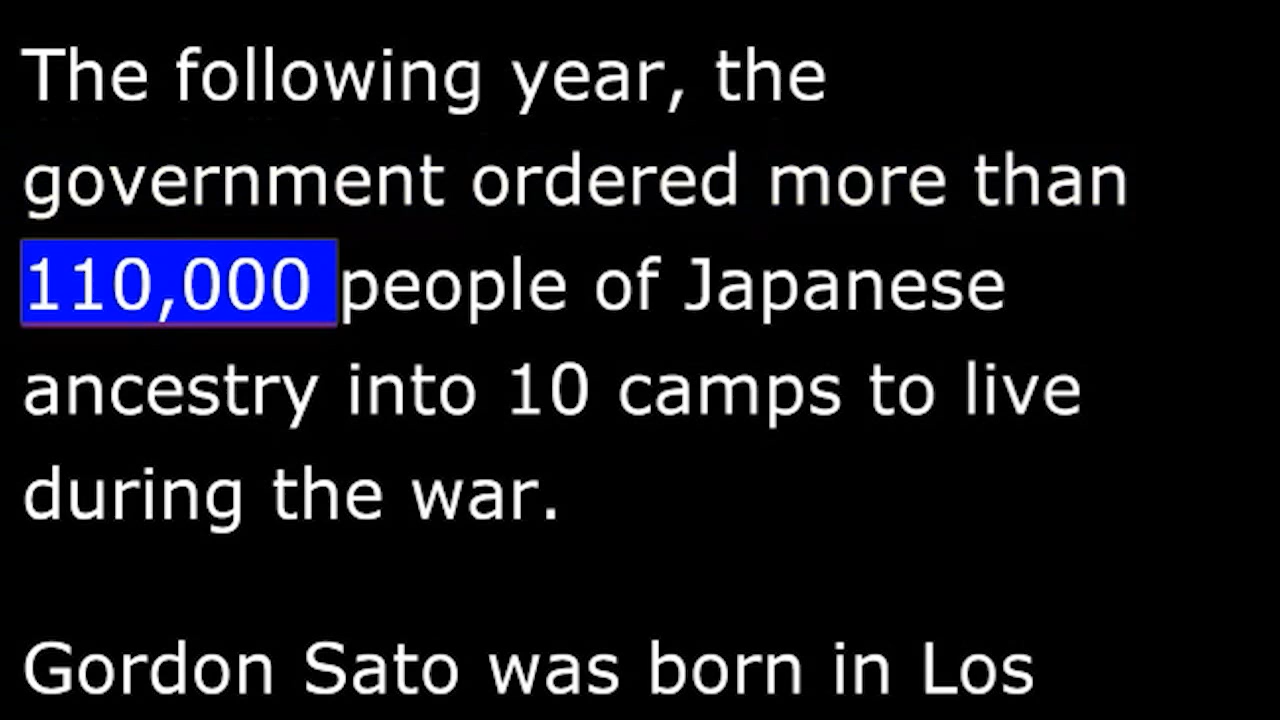 The following year, the
government ordered more than
110,000 people of Japanese
ancestry into 10 camps to live
during the war.
Gordon Sato was born in Los